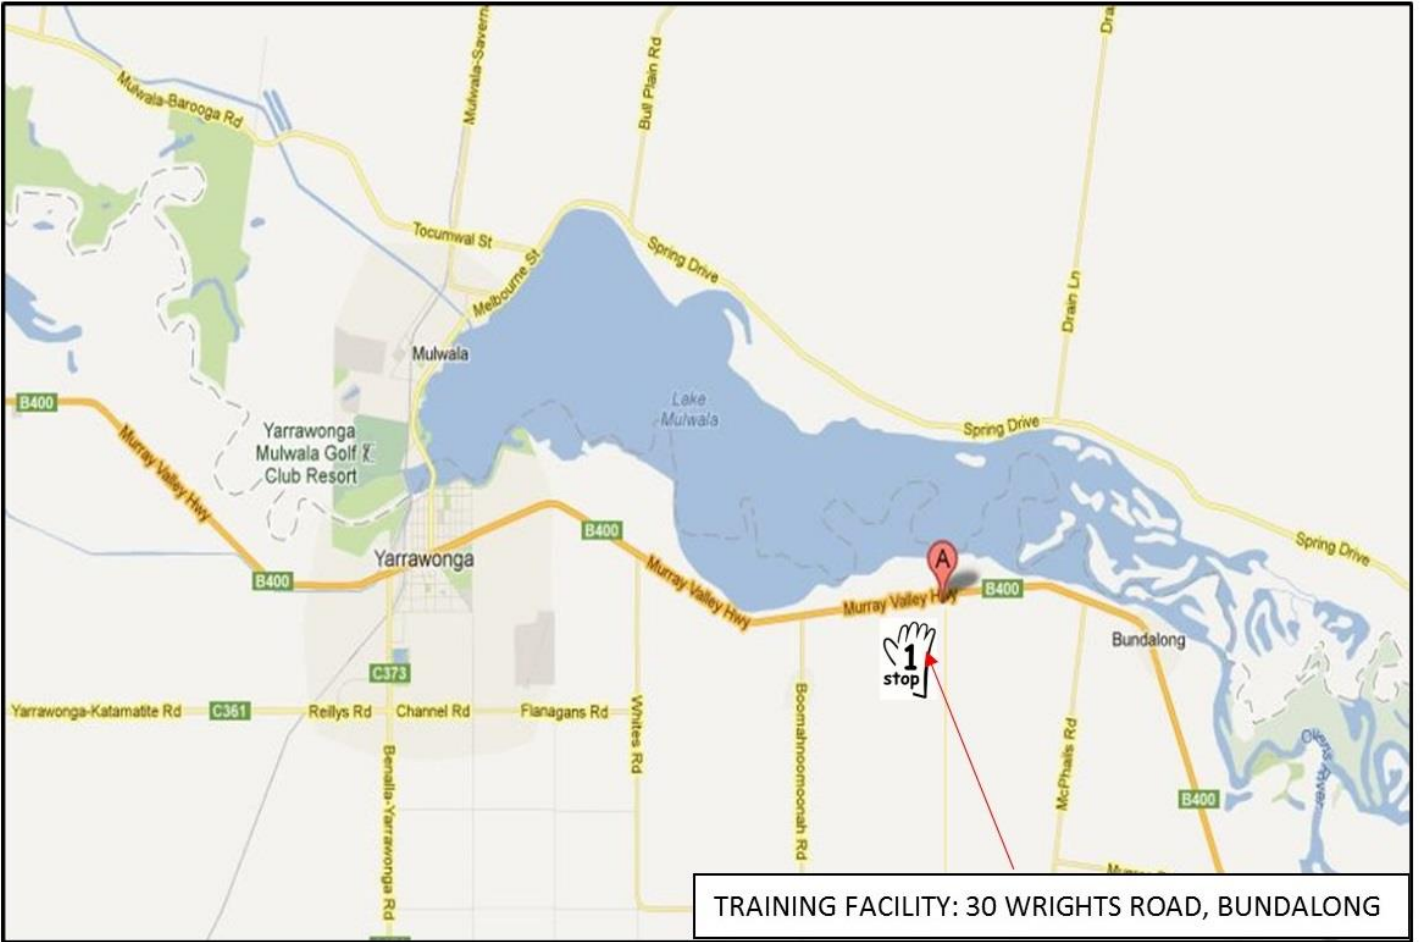 Dra
Mulwala-Savern
Bull Plain Rd
Mulwala-Barooga Rd
Tocumwal St
Melbourne St
Spring Drive
Drain Ln
Mulwala
Lake
Mulwala
B400
Murray Valley Hwy
Yarrawonga
Mulwala Golf
Club Resort
Spring Drive
B400
Spring Drive
Yarrawonga
B400
Murray Valley Hwy
A
Murray Valley Hwy
B400
Bundalong
1
stop
C373
Yarrawonga-Katamatite Rd
C361
Reillys Rd
Channel Rd
Flanagans Rd
Whites Rd
Boomahnoomoonah Rd
McPhails Rd
Ovens River
Benalla-Yarrawonga Rd
B400
TRAINING FACILITY: 30 WRIGHTS ROAD, BUNDALONG